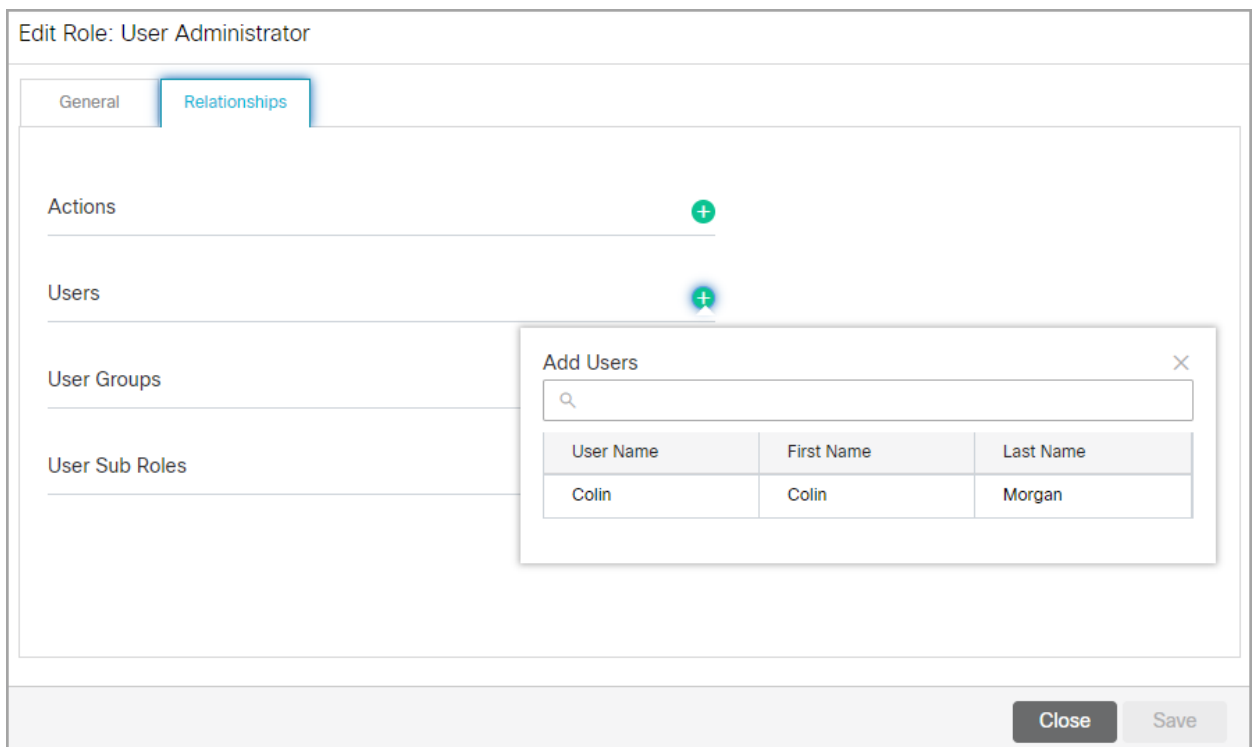 Edit Role: User Administrator
General Relationships
Actions
Users
Add Users
User Groups
User Name First Name Last Name
User Sub Roles
Colin Colin Morgan
Close Save